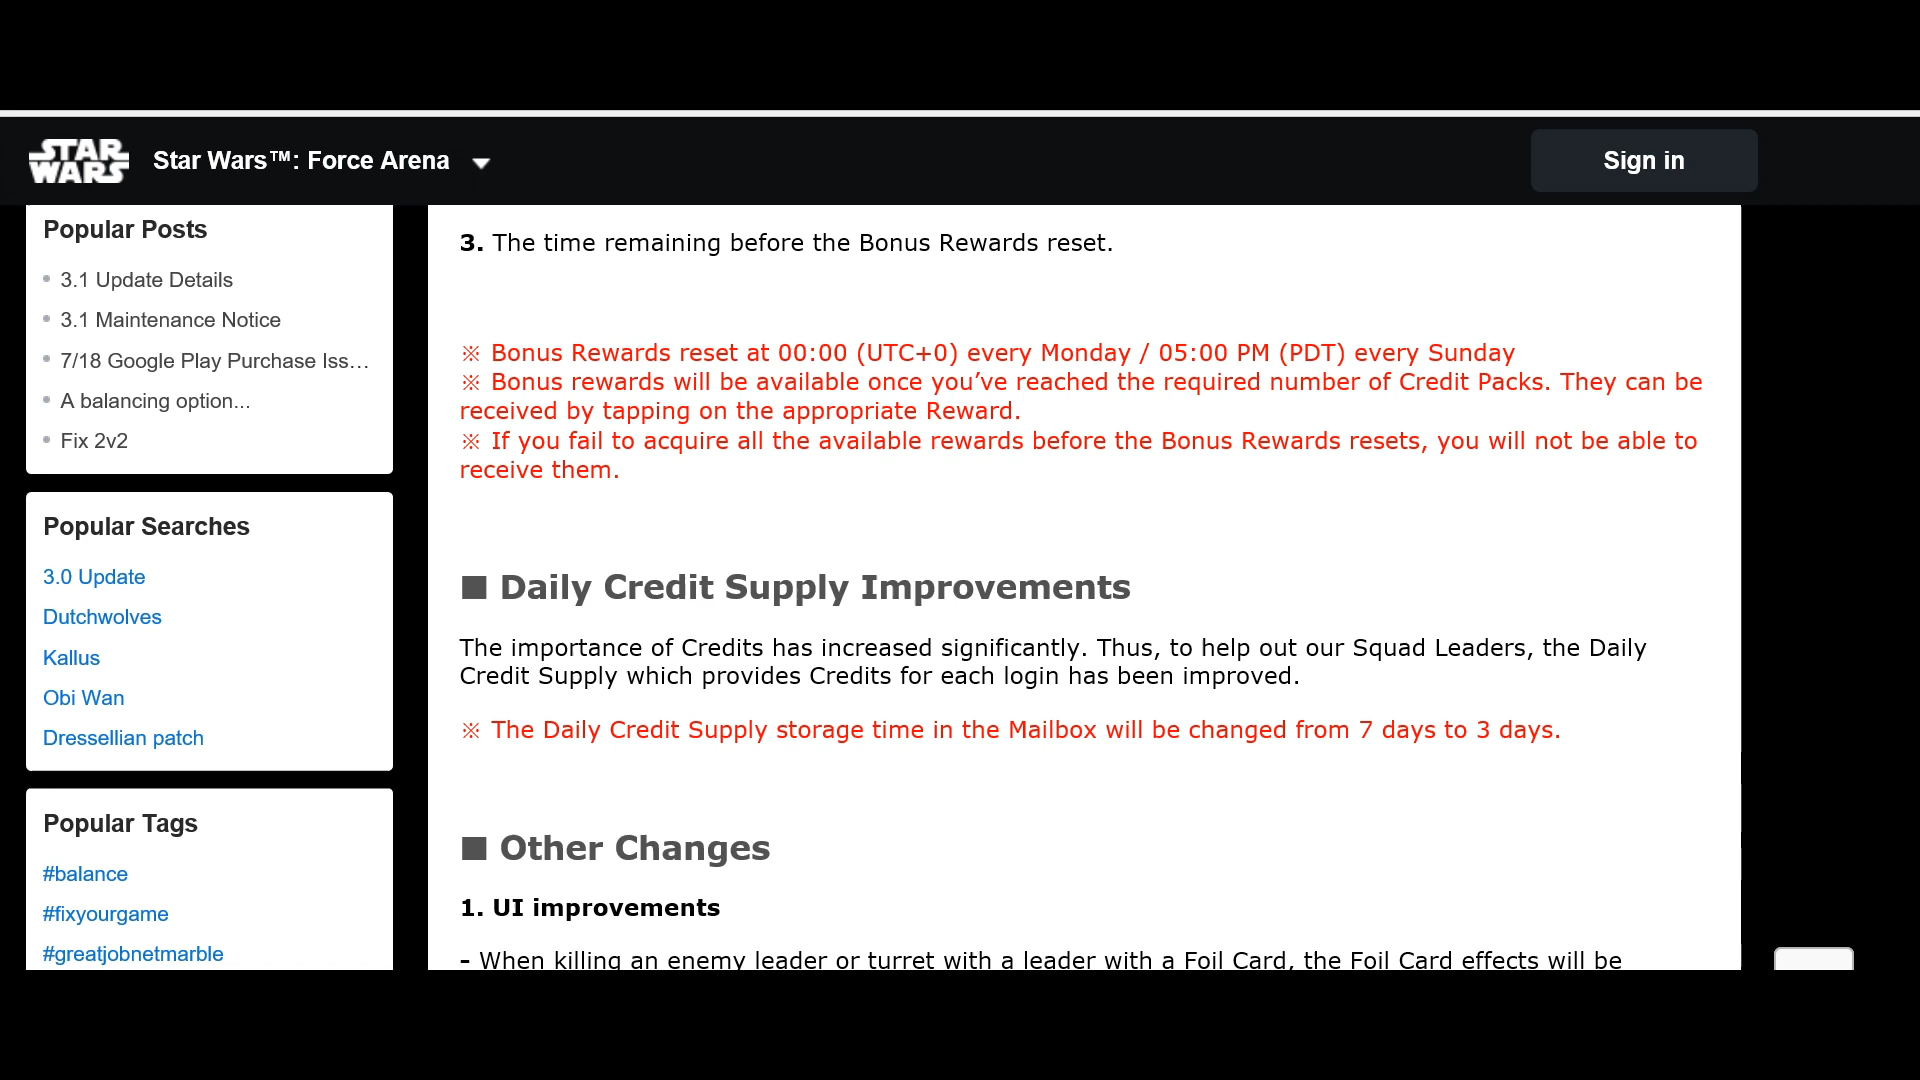 STAR
WARS
Star Wars™: Force Arena
Sign in
Popular Posts
3.1 Update Details
3.1 Maintenance Notice
7/18 Google Play Purchase Iss...
A balancing option...
Fix 2v2
Popular Searches
3.0 Update
Dutchwolves
Kallus
Obi Wan
Dressellian patch
Popular Tags
#balance
#fixyourgame
#greatjobnetmarble
3. The time remaining before the Bonus Rewards reset.
※ Bonus Rewards reset at 00:00 (UTC+0) every Monday / 05:00 PM (PDT) every Sunday
※ Bonus rewards will be available once you’ve reached the required number of Credit Packs. They can be
received by tapping on the appropriate Reward.
※ If you fail to acquire all the available rewards before the Bonus Rewards resets, you will not be able to
receive them.
■ Daily Credit Supply Improvements
The importance of Credits has increased significantly. Thus, to help out our Squad Leaders, the Daily
Credit Supply which provides Credits for each login has been improved.
※ The Daily Credit Supply storage time in the Mailbox will be changed from 7 days to 3 days.
■ Other Changes
1. UI improvements
- When killing an enemy leader or turret with a leader with a Foil Card, the Foil Card effects will be